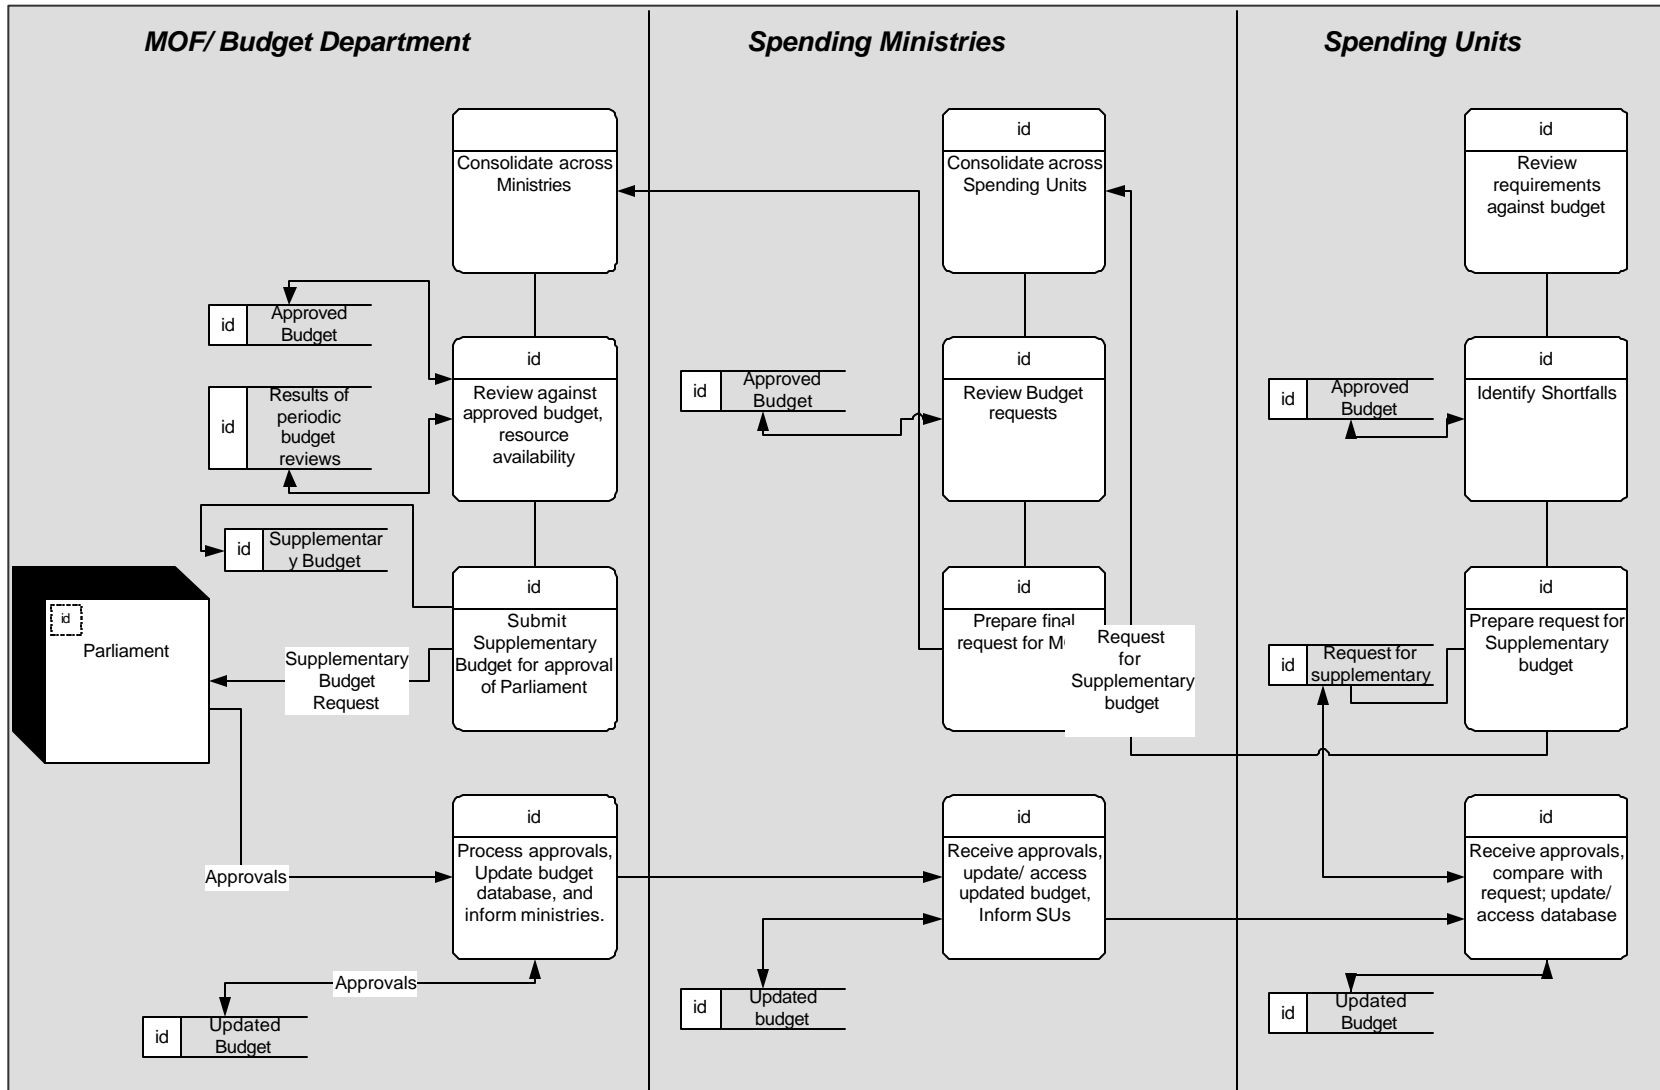 MOF/ Budget Department
Spending Ministries
Spending Units
Consolidate across
Ministries
id
Consolidate across
Spending Units
id
Review
requirements
against budget
id
Approved
Budget
id
Results of
periodic
budget
reviews
id
Review against
approved budget,
resource
availability
id
Approved
Budget
id
Review Budget
requests
id
Approved
Budget
id
Identify Shortfalls
id
Supplementar
y Budget
id
Parliament
Supplementary
Budget
Request
id
Submit
Supplementary
Budget for approval
of Parliament
id
Prepare final
request for
Request
for
Supplementary
budget
id
Request for
supplementary
id
Prepare request for
Supplementary
budget
Approvals
id
Process approvals,
Update budget
database, and
inform ministries.
id
Receive approvals,
update/ access
updated budget,
Inform SUs
id
Receive approvals,
compare with
request; update/
access database
Approvals
id
Updated
Budget
id
Updated
budget
id
Updated
Budget